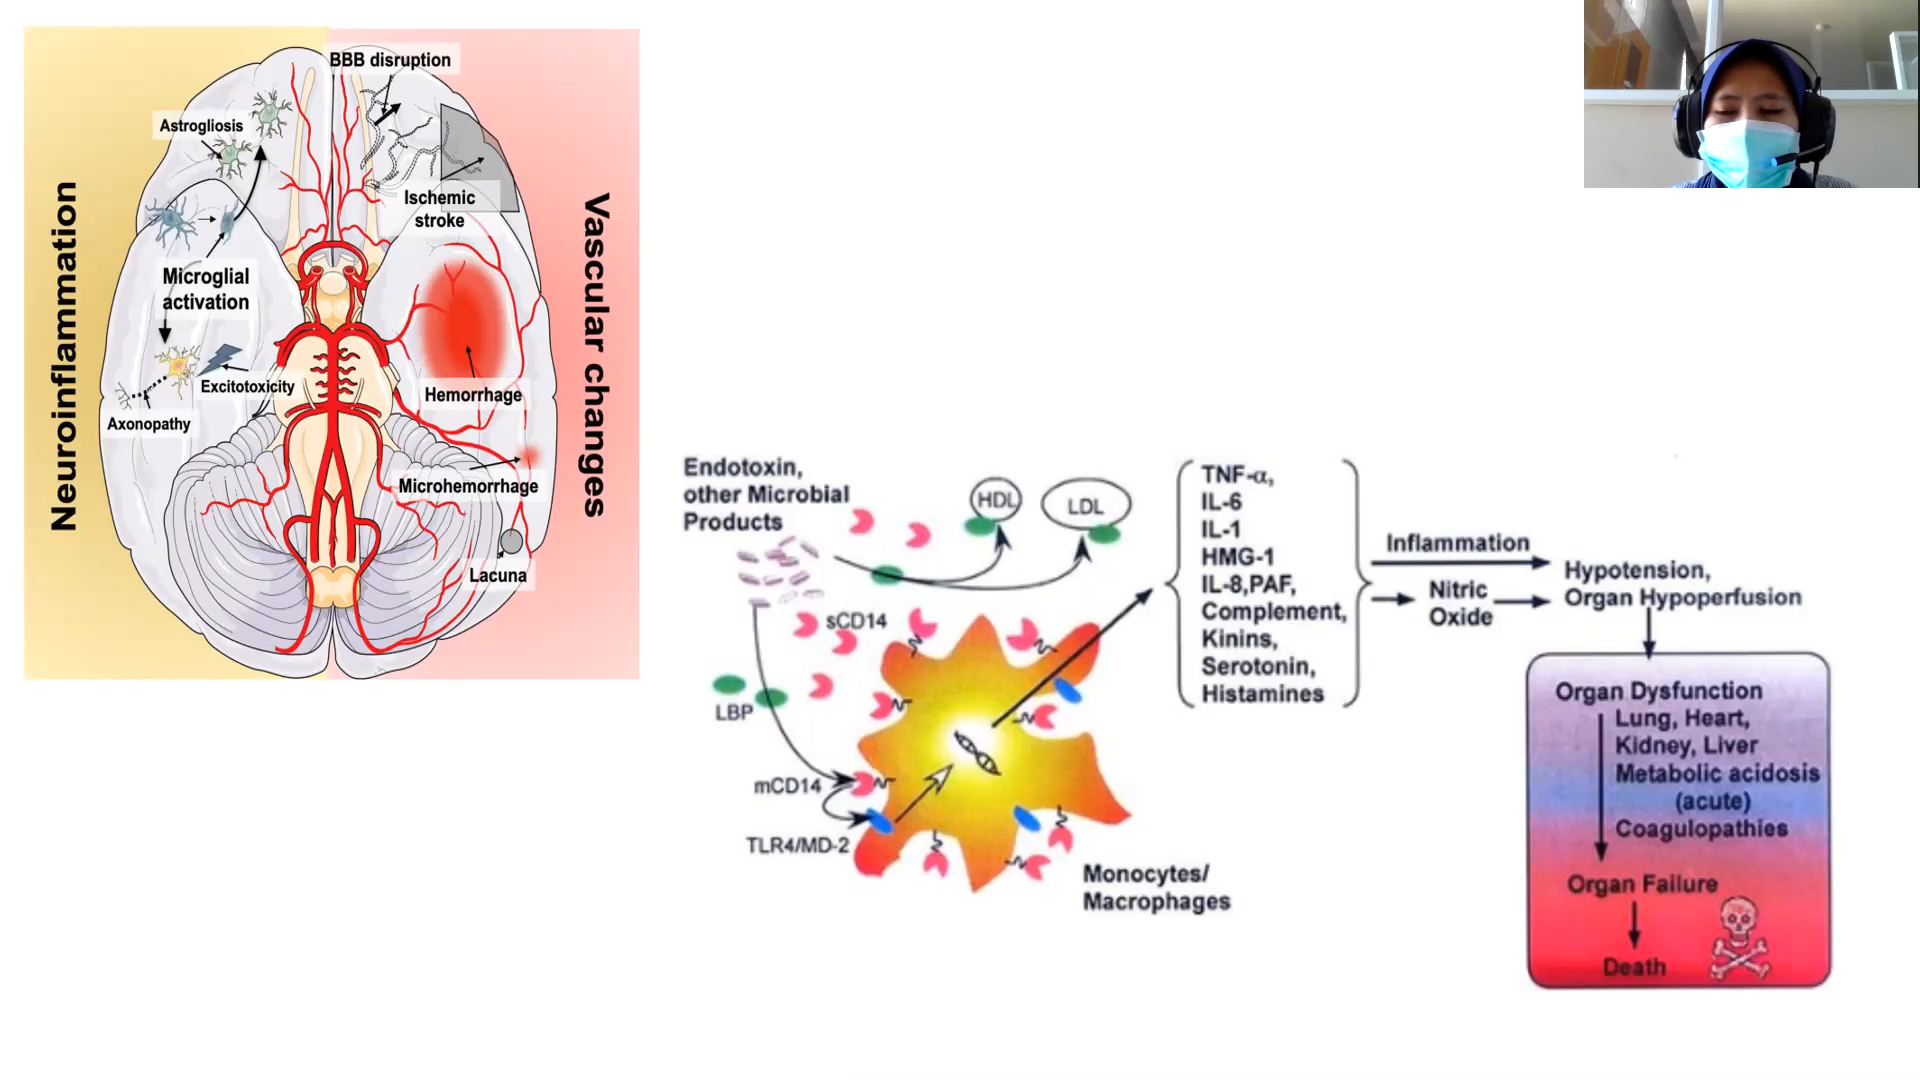 Neuroinflammation
BBB disruption
Astrogliosis
Ischemic
stroke
Microglial
activation
Excitotoxicity
Axonopathy
Hemorrhage
Microhemorrhage
Lacuna
Vascular changes
Endotoxin,
other Microbial
Products
HDL
LDL
sCD14
LBP
mCD14
TLR4/MD-2
Monocytes/
Macrophages
TNF-α,
IL-6
IL-1
HMG-1
IL-8,PAF,
Complement,
Kinins,
Serotonin,
Histamines
Inflammation
Nitric
Oxide
Hypotension,
Organ Hypoperfusion
Organ Dysfunction
Lung, Heart,
Kidney, Liver
Metabolic acidosis
(acute)
Coagulopathies
Organ Failure
Death